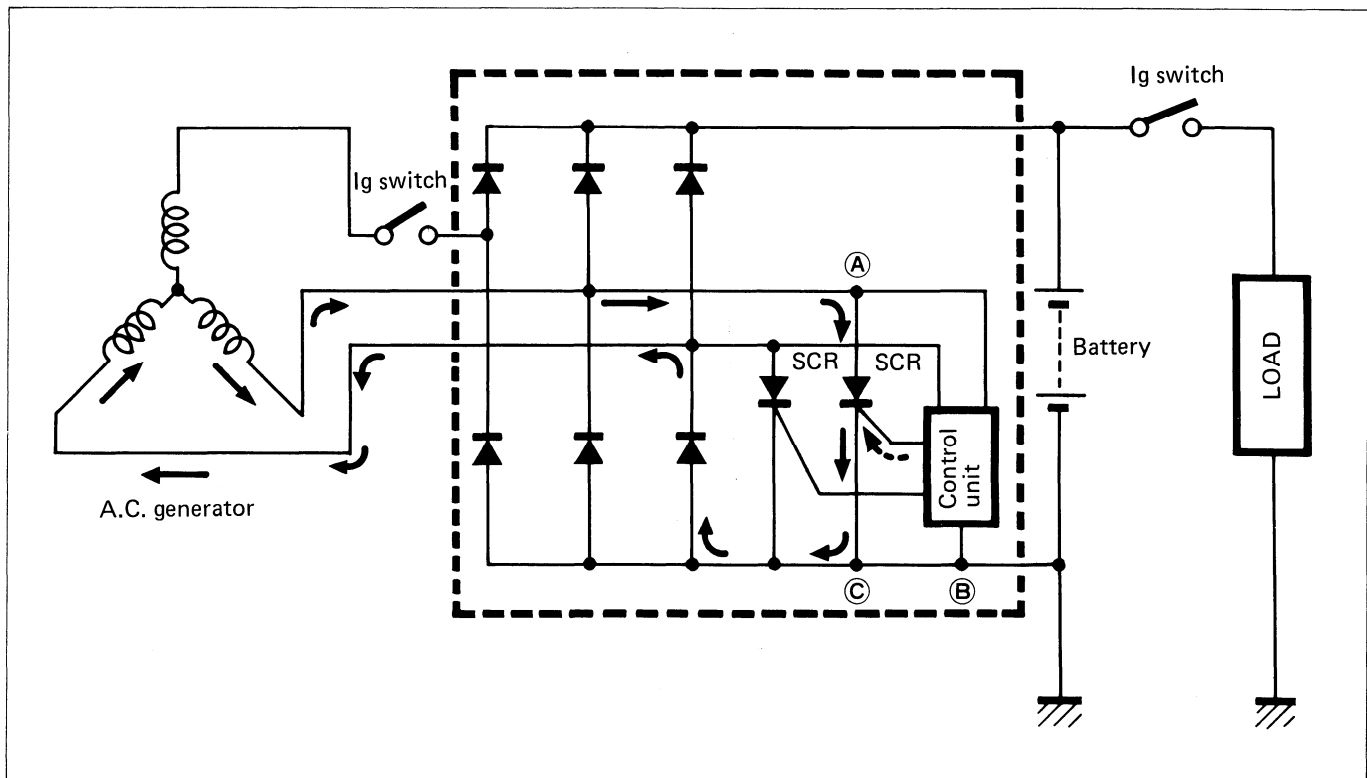 Ig switch
Ig switch
Ⓐ
SCR
SCR
Battery
LOAD
Control
unit
A.C. generator
Ⓒ
Ⓑ